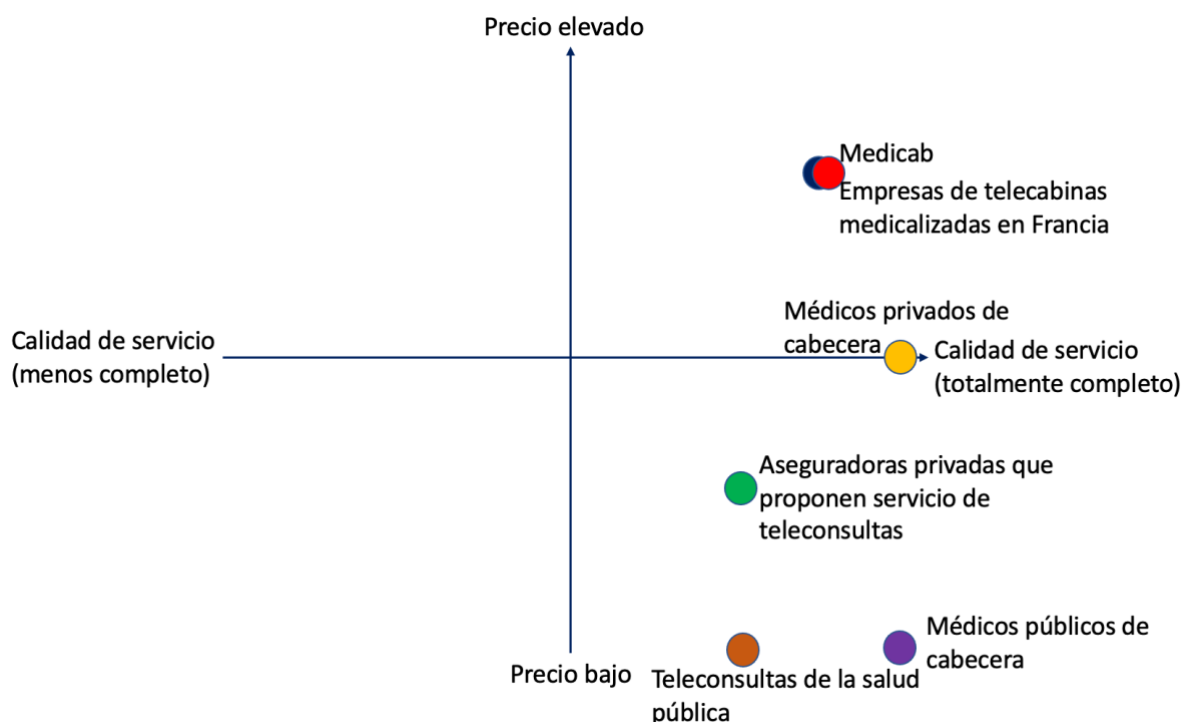 Precio elevado
Medicab
Empresas de telecabinas
medicalizadas en Francia
Médicos privados de
cabecera
Calidad de servicio
(menos completo)
Calidad de servicio
(totalmente completo)
Aseguradoras privadas que
proponen servicio de
teleconsultas
Médicos públicos de
cabecera
Precio bajo
Teleconsultas de la salud
pública